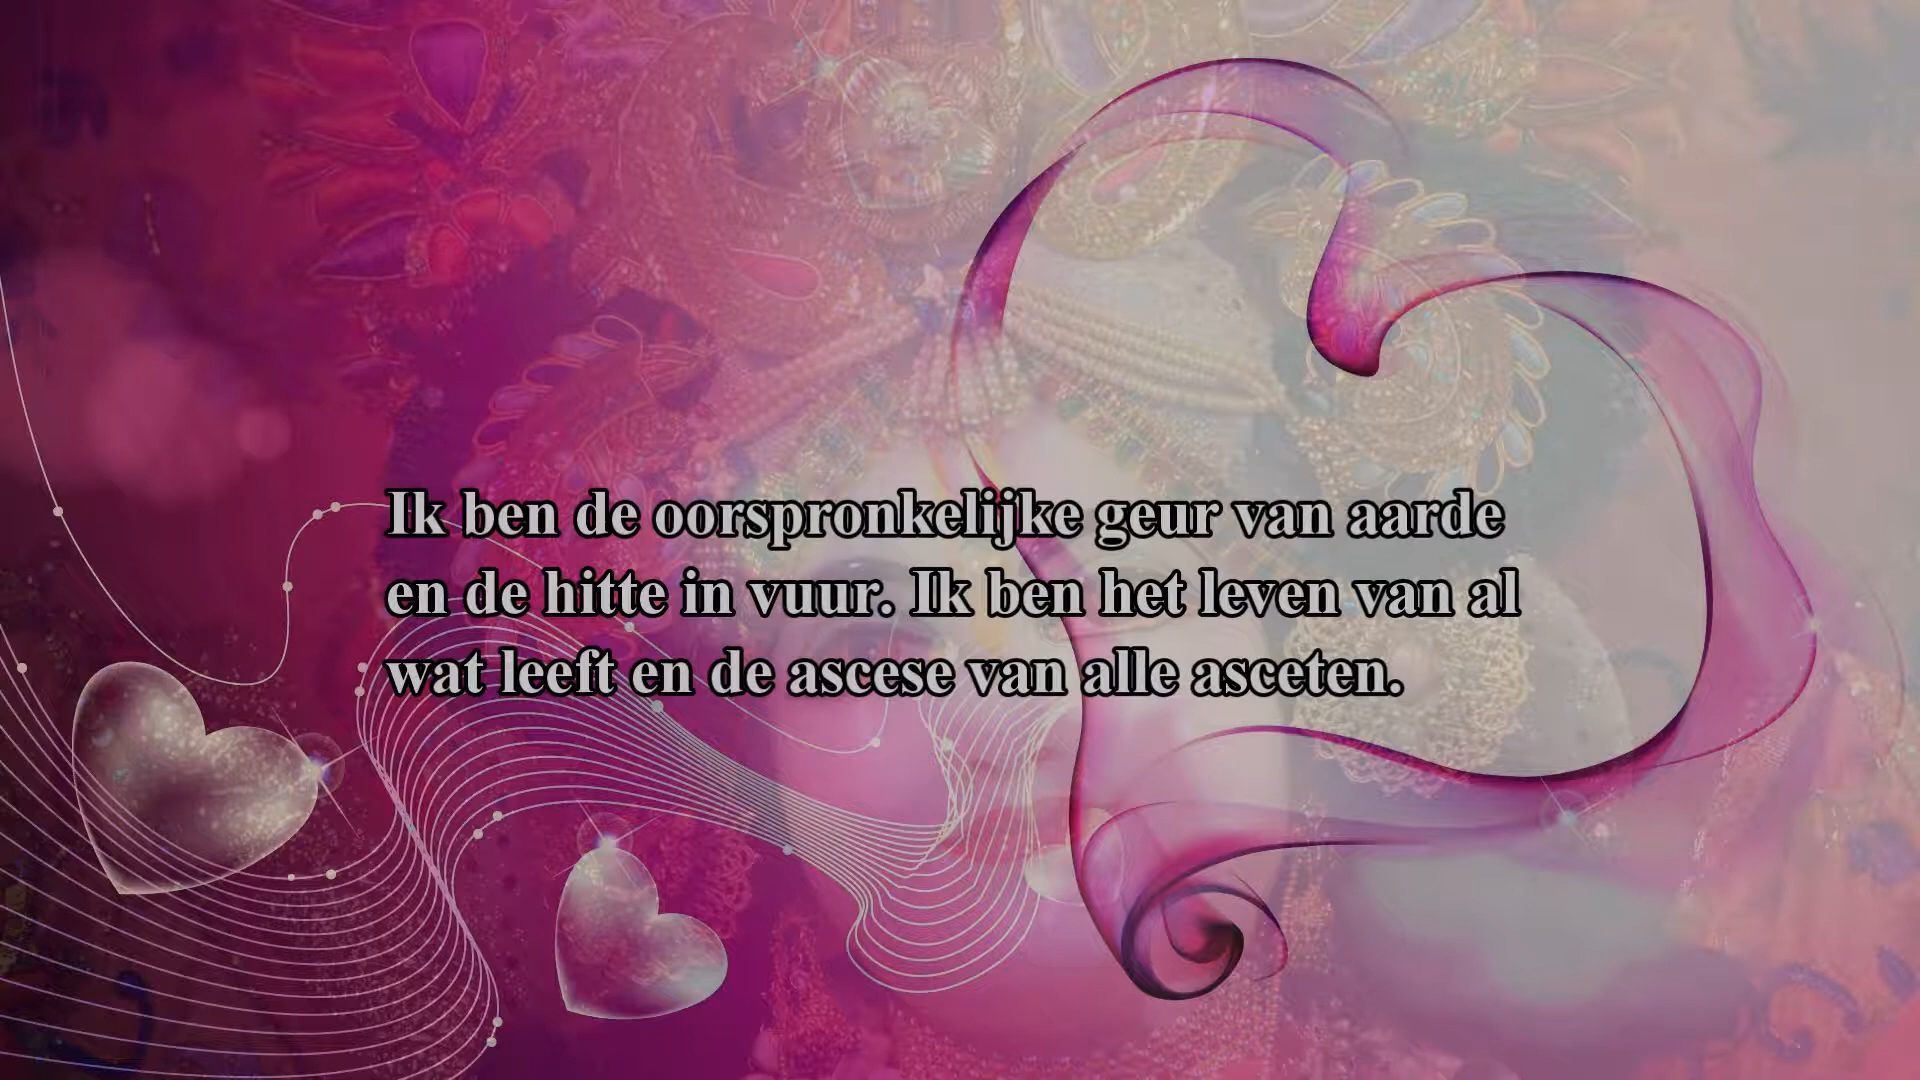 Ik ben de oorspronkelijke geur van aarde
en de hitte in vuur. Ik ben het leven van al
wat leeft en de ascese van alle asceten.